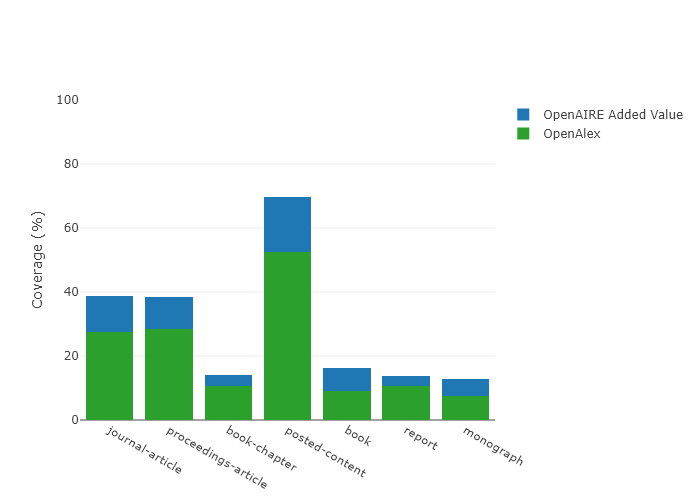 100
80
60
40
20
0
Coverage (%)
journal-article
proceedings-article
book-chapter
posted-content
book
report
monograph
OpenAIRE Added Value
OpenAlex